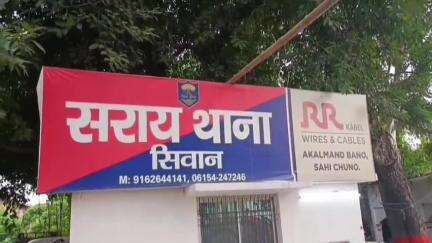 सराय थाना
सिवान
M: 9162644141, 06154-247246
RR KABEL
WIRES & CABLES
AKALMAND BANO,
SAHI CHUNO.